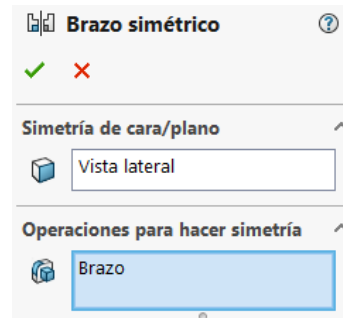 Brazo simétrico
Simetría de cara/plano
Vista lateral
Operaciones para hacer simetría
Brazo